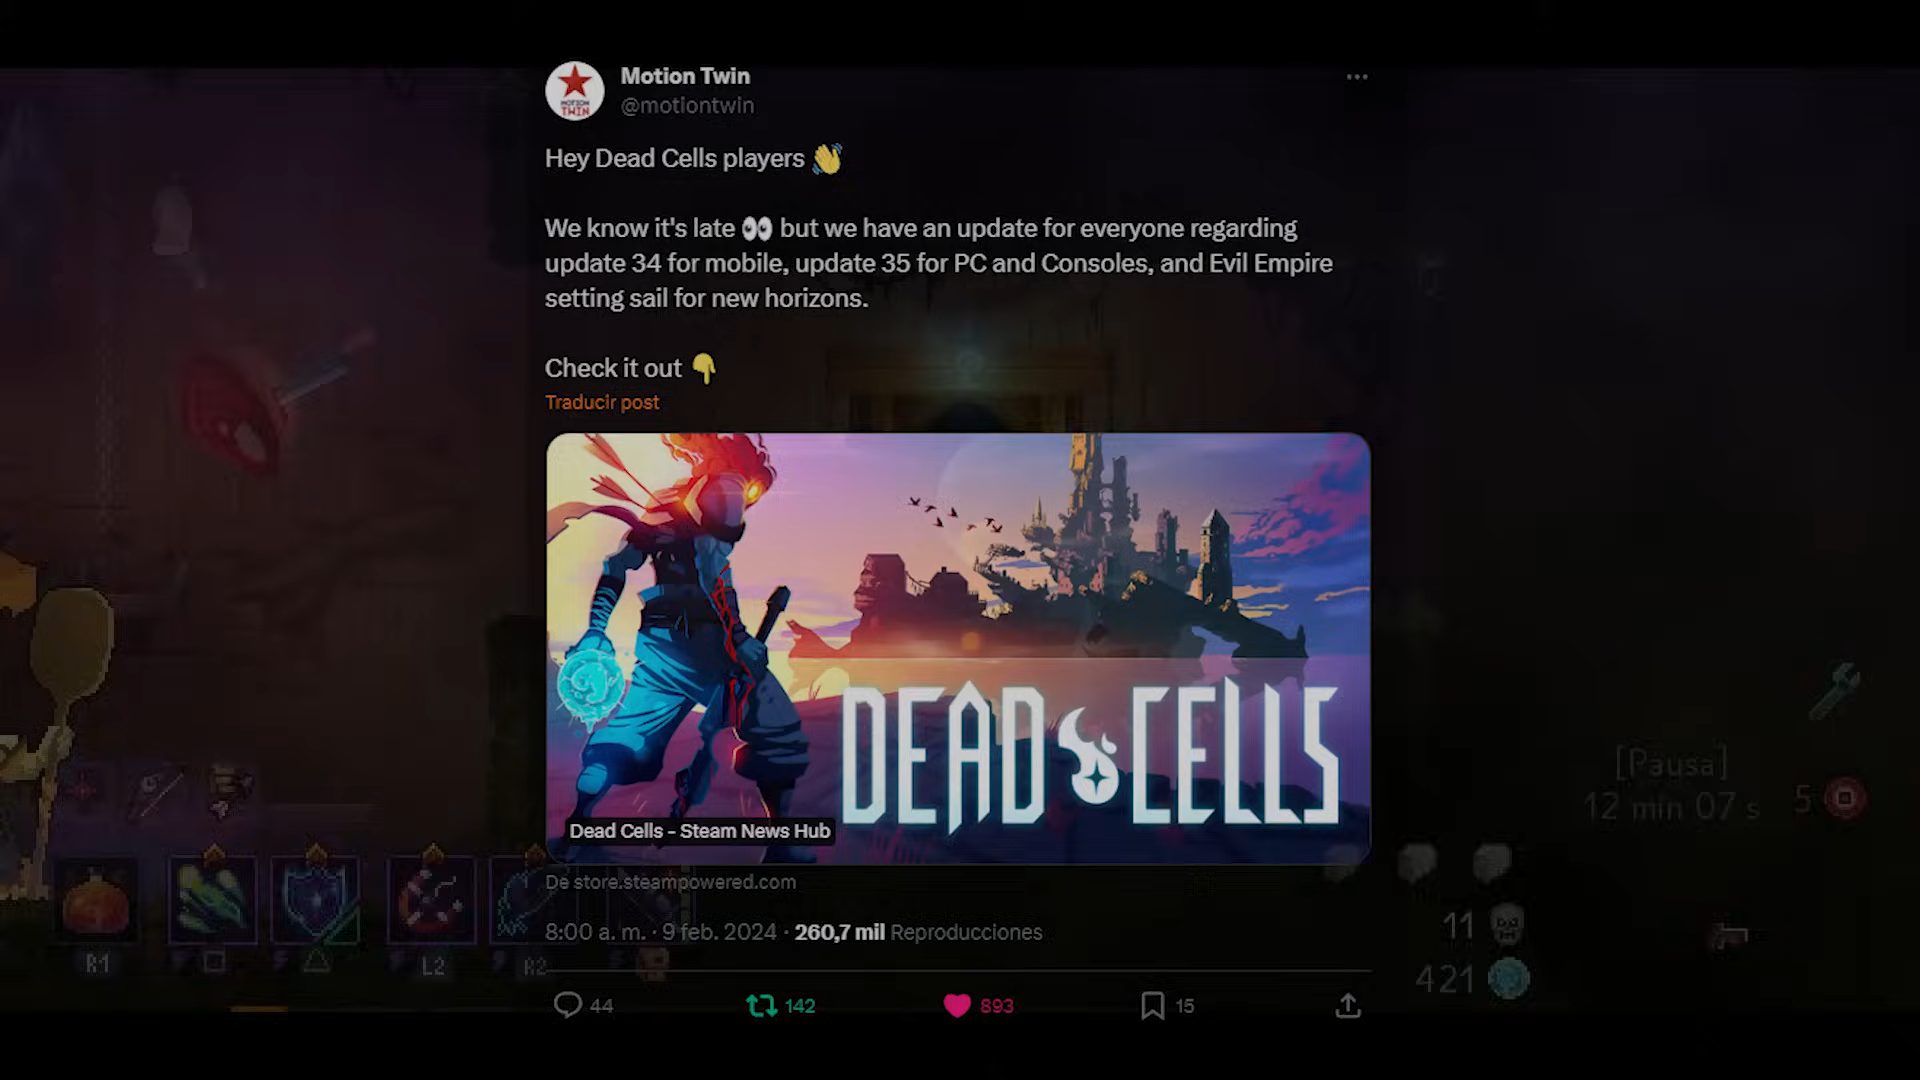 Motion Twin
@motiontwin
MOTION
TWIN
Hey Dead Cells players 👋
We know it's late 👀 but we have an update for everyone regarding
update 34 for mobile, update 35 for PC and Consoles, and Evil Empire
setting sail for new horizons.
Check it out 👇
Traducir post
DEAD CELLS
Dead Cells - Steam News Hub
De store.steampowered.com
8:00 a. m. · 9 feb. 2024 · 260,7 mil Reproducciones
44 142 893 15
[Pausa]
12 min 07 s 5
11
421
R1 L2 R2